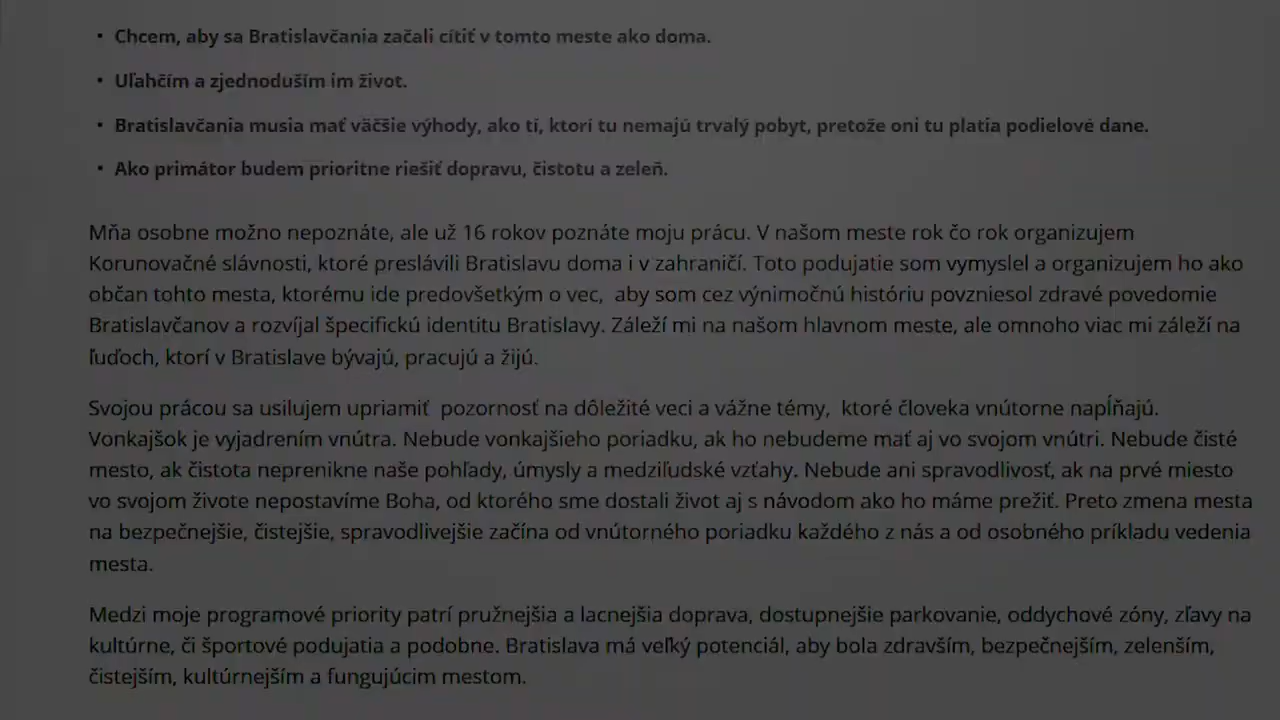 • Chcem, aby sa Bratislavčania začali cítiť v tomto meste ako doma.
• Uľahčím a zjednoduším im život.
• Bratislavčania musia mať väčšie výhody, ako tí, ktorí tu nemajú trvalý pobyt, pretože oni tu platia podielové dane.
• Ako primátor budem prioritne riešiť dopravu, čistotu a zeleň.
Mňa osobne možno nepoznáte, ale už 16 rokov poznáte moju prácu. V našom meste rok čo rok organizujem
Korunovačné slávnosti, ktoré preslávili Bratislavu doma i v zahraničí. Toto podujatie som vymyslel a organizujem ho ako
občan tohto mesta, ktorému ide predovšetkým o vec,  aby som cez výnimočnú históriu povzniesol zdravé povedomie
Bratislavčanov a rozvíjal špecifickú identitu Bratislavy. Záleží mi na našom hlavnom meste, ale omnoho viac mi záleží na
ľuďoch, ktorí v Bratislave bývajú, pracujú a žijú.
Svojou prácou sa usilujem upriamiť  pozornosť na dôležité veci a vážne témy,  ktoré človeka vnútorne napĺňajú.
Vonkajšok je vyjadrením vnútra. Nebude vonkajšieho poriadku, ak ho nebudeme mať aj vo svojom vnútri. Nebude čisté
mesto, ak čistota neprenikne naše pohľady, úmysly a medziľudské vzťahy. Nebude ani spravodlivosť, ak na prvé miesto
vo svojom živote nepostavíme Boha, od ktorého sme dostali život aj s návodom ako ho máme prežiť. Preto zmena mesta
na bezpečnejšie, čistejšie, spravodlivejšie začína od vnútorného poriadku každého z nás a od osobného príkladu vedenia
mesta.
Medzi moje programové priority patrí pružnejšia a lacnejšia doprava, dostupnejšie parkovanie, oddychové zóny, zľavy na
kultúrne, či športové podujatia a podobne. Bratislava má veľký potenciál, aby bola zdravším, bezpečnejším, zelenším,
čistejším, kultúrnejším a fungujúcim mestom.